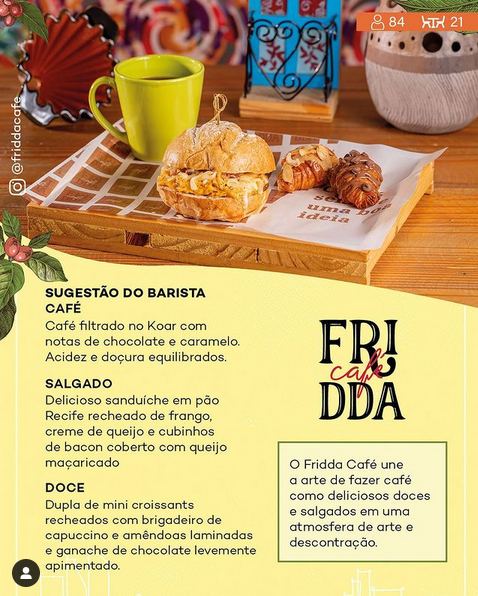 84 21
@friddacafe
uma boa
ideia
SUGESTÃO DO BARISTA
CAFÉ
Café filtrado no Koar com
notas de chocolate e caramelo.
Acidez e doçura equilibrados.
SALGADO
Delicioso sanduíche em pão
Recife recheado de frango,
creme de queijo e cubinhos
de bacon coberto com queijo
maçaricado
DOCE
Dupla de mini croissants
recheados com brigadeiro de
capuccino e amêndoas laminadas
e ganache de chocolate levemente
apimentado.
FRI
café
DDA
O Fridda Café une
a arte de fazer café
como deliciosos doces
e salgados em uma
atmosfera de arte e
descontração.